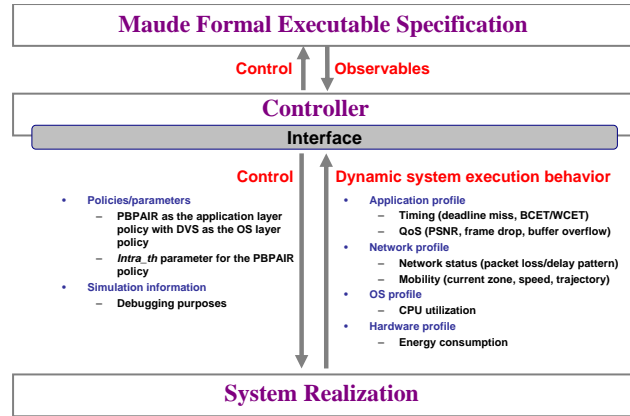 Maude Formal Executable Specification
Control
Observables
Controller
Interface
Control
• Policies/parameters
– PBPAIR as the application layer
policy with DVS as the OS layer
policy
– Intra_th parameter for the PBPAIR
policy
• Simulation information
– Debugging purposes
Dynamic system execution behavior
• Application profile
– Timing (deadline miss, BCET/WCET)
– QoS (PSNR, frame drop, buffer overflow)
• Network profile
– Network status (packet loss/delay pattern)
– Mobility (current zone, speed, trajectory)
• OS profile
– CPU utilization
• Hardware profile
– Energy consumption
System Realization